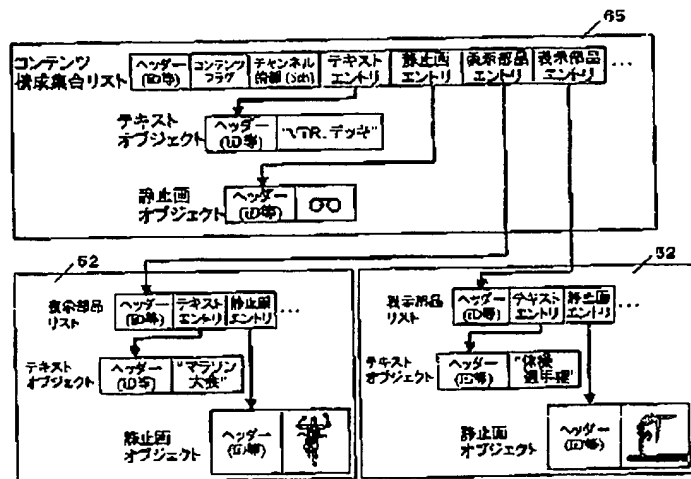 65
コンテンツ
構成集合リスト
ヘッダー
(ID等)
コンテンツ
フラグ
チャンネル
情報(5ch)
テキスト
エントリ
静止画
エントリ
表示部品
エントリ
表示部品
エントリ
...
テキスト
オブジェクト
ヘッダー
(ID等)
"VTR.デッキ"
静止画
オブジェクト
ヘッダー
(ID等)
52
52
表示部品
リスト
ヘッダー
(ID等)
テキスト
エントリ
静止画
エントリ
...
テキスト
オブジェクト
ヘッダー
(ID等)
"マラソン
大会"
静止画
オブジェクト
ヘッダー
(ID等)
表示部品
リスト
ヘッダー
(ID等)
テキスト
エントリ
静止画
エントリ
...
テキスト
オブジェクト
ヘッダー
(ID等)
"体操
選手権"
静止画
オブジェクト
ヘッダー
(ID等)